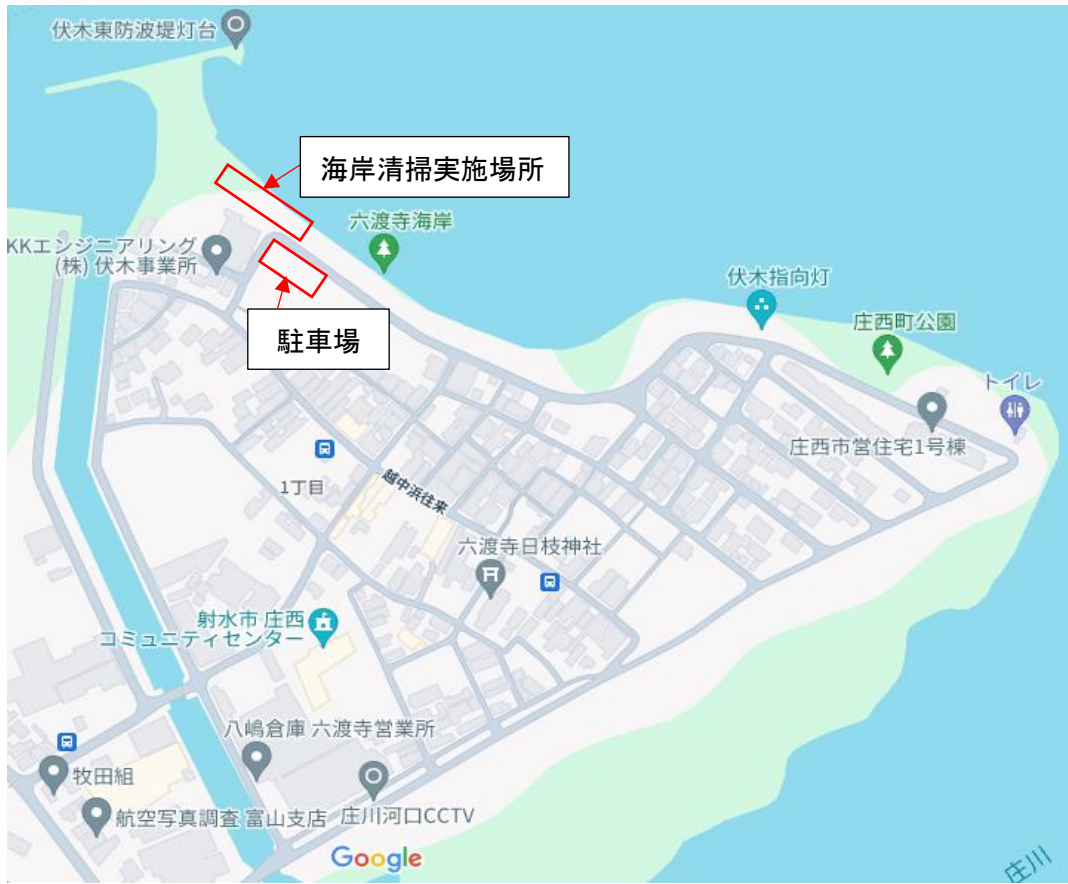 伏木東防波堤灯台
海岸清掃実施場所
六渡寺海岸
KKエンジニアリング
(株) 伏木事業所
伏木指向灯
駐車場
庄西町公園
トイレ
庄西市営住宅1号棟
1丁目
越中浜往来
六渡寺日枝神社
射水市 庄西
コミュニティセンター
八嶋倉庫 六渡寺営業所
牧田組
航空写真調査 富山支店
庄川河口CCTV
Google
庄川